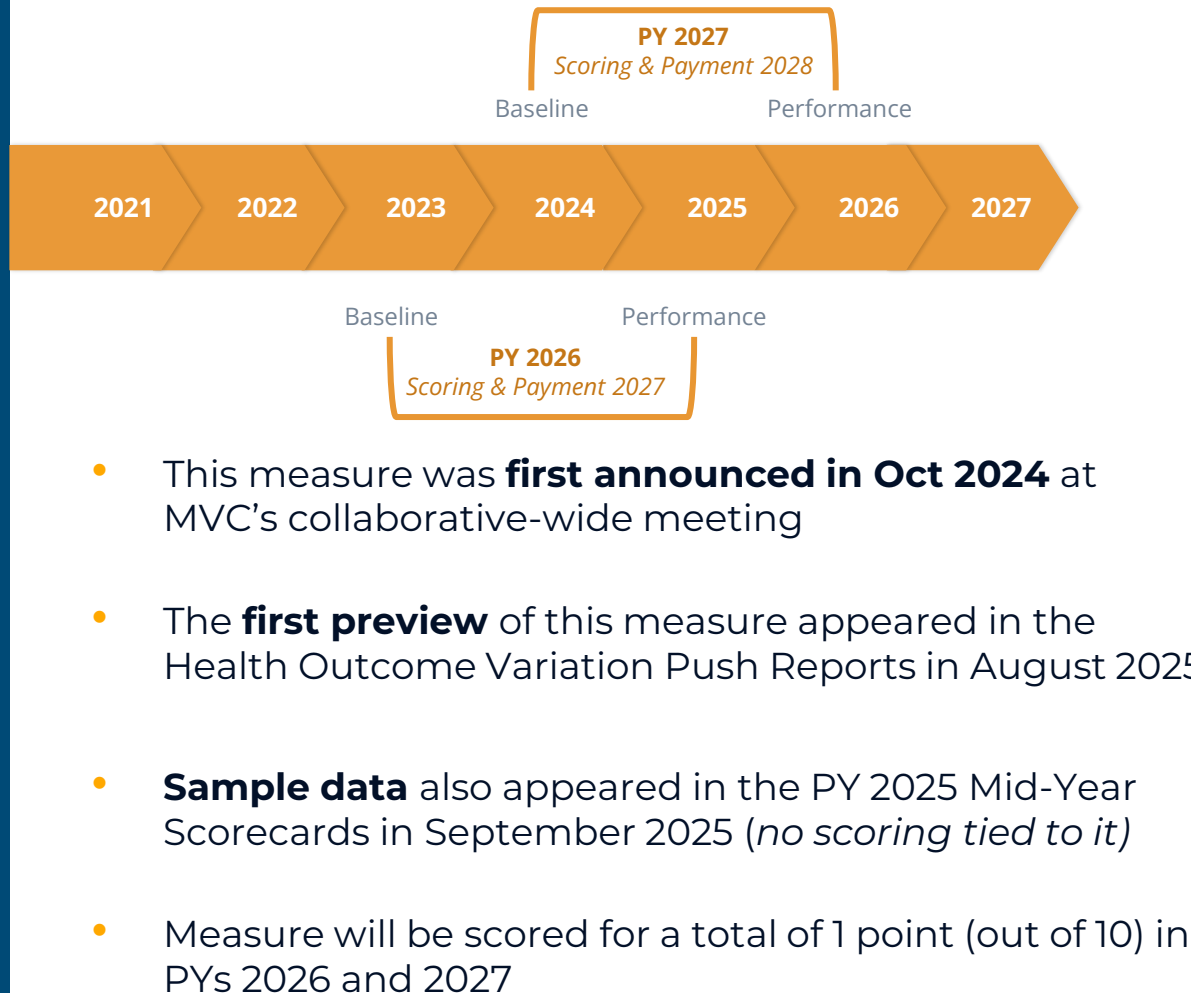 PY 2027
Scoring & Payment 2028
Baseline Performance
2021 2022 2023 2024 2025 2026 2027
Baseline Performance
PY 2026
Scoring & Payment 2027
• This measure was first announced in Oct 2024 at
MVC's collaborative-wide meeting
• The first preview of this measure appeared in the
Health Outcome Variation Push Reports in August 2025
• Sample data also appeared in the PY 2025 Mid-Year
Scorecards in September 2025 (no scoring tied to it)
• Measure will be scored for a total of 1 point (out of 10) in
PYs 2026 and 2027